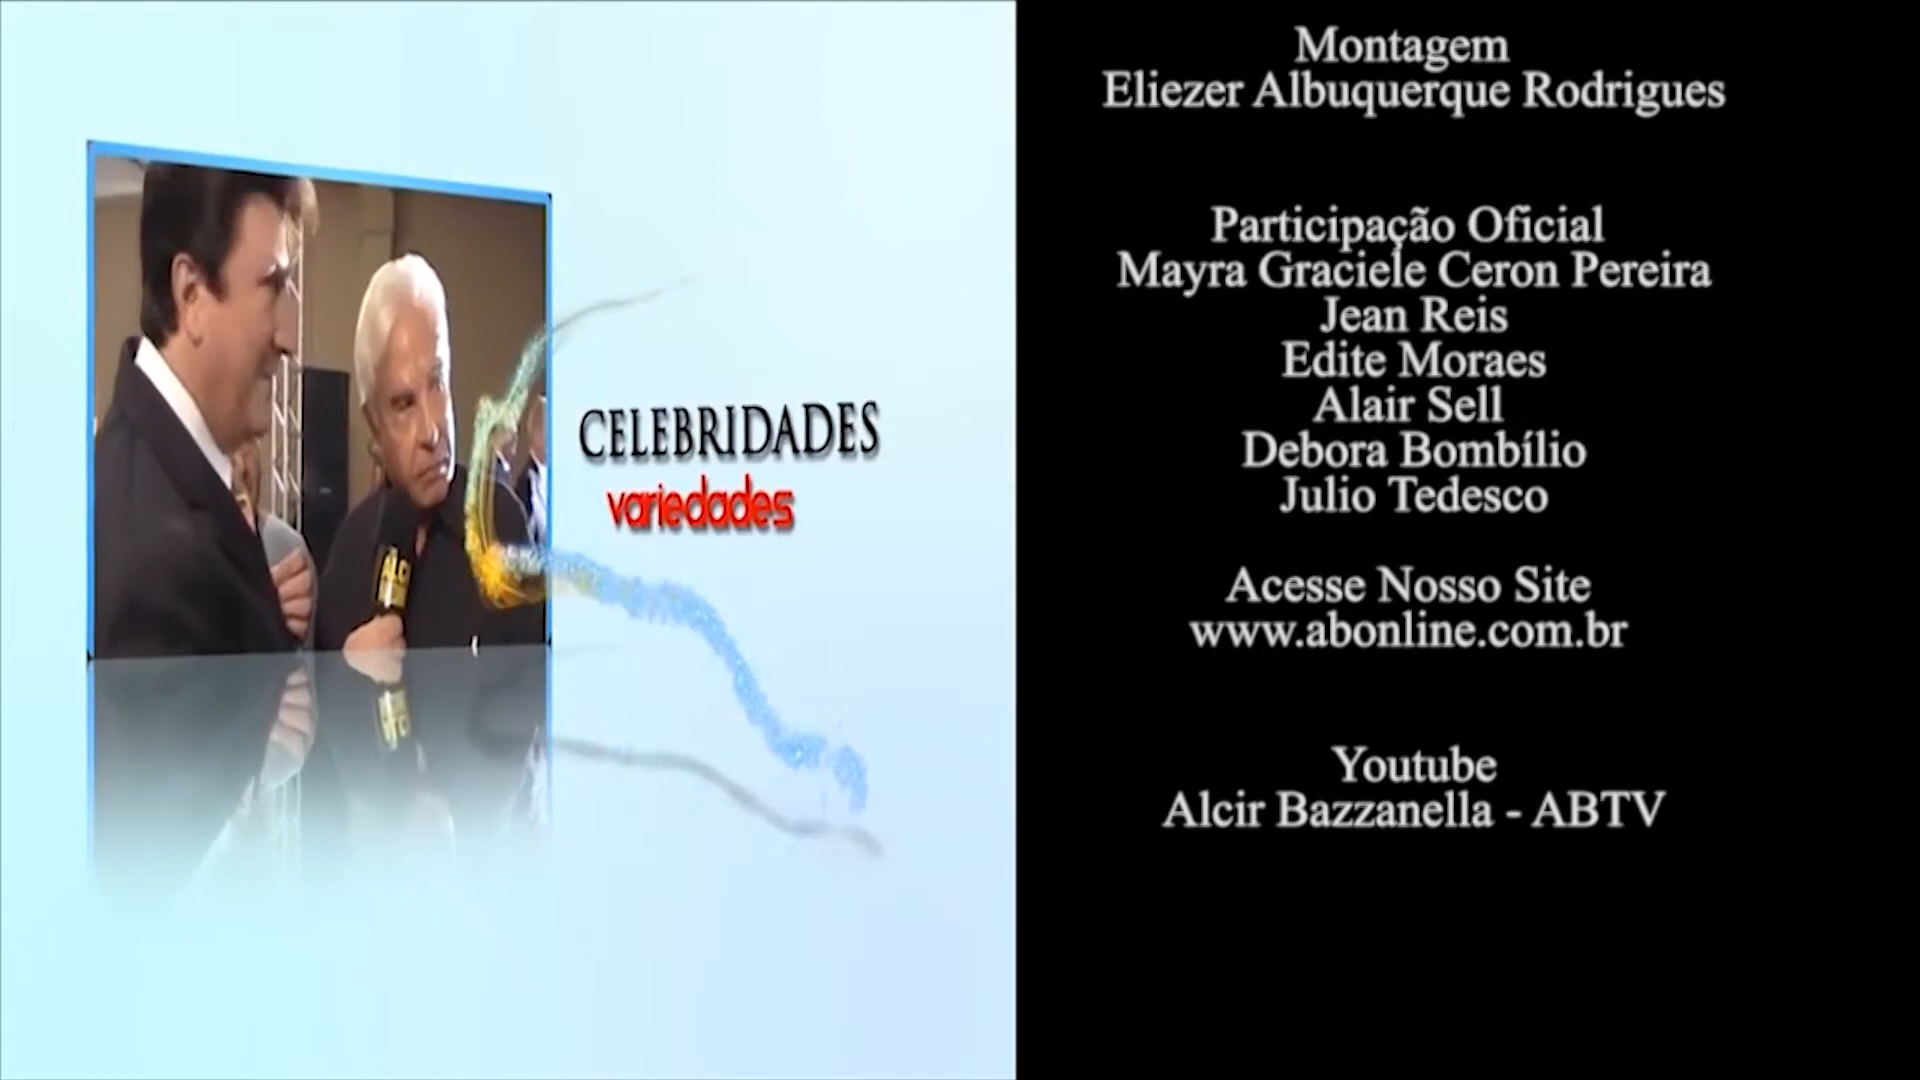 CELEBRIDADES
variedades
ALC
Montagem
Eliezer Albuquerque Rodrigues
Participação Oficial
Mayra Graciele Ceron Pereira
Jean Reis
Edite Moraes
Alair Sell
Debora Bombílio
Julio Tedesco
Acesse Nosso Site
www.abonline.com.br
Youtube
Alcir Bazzanella - ABTV